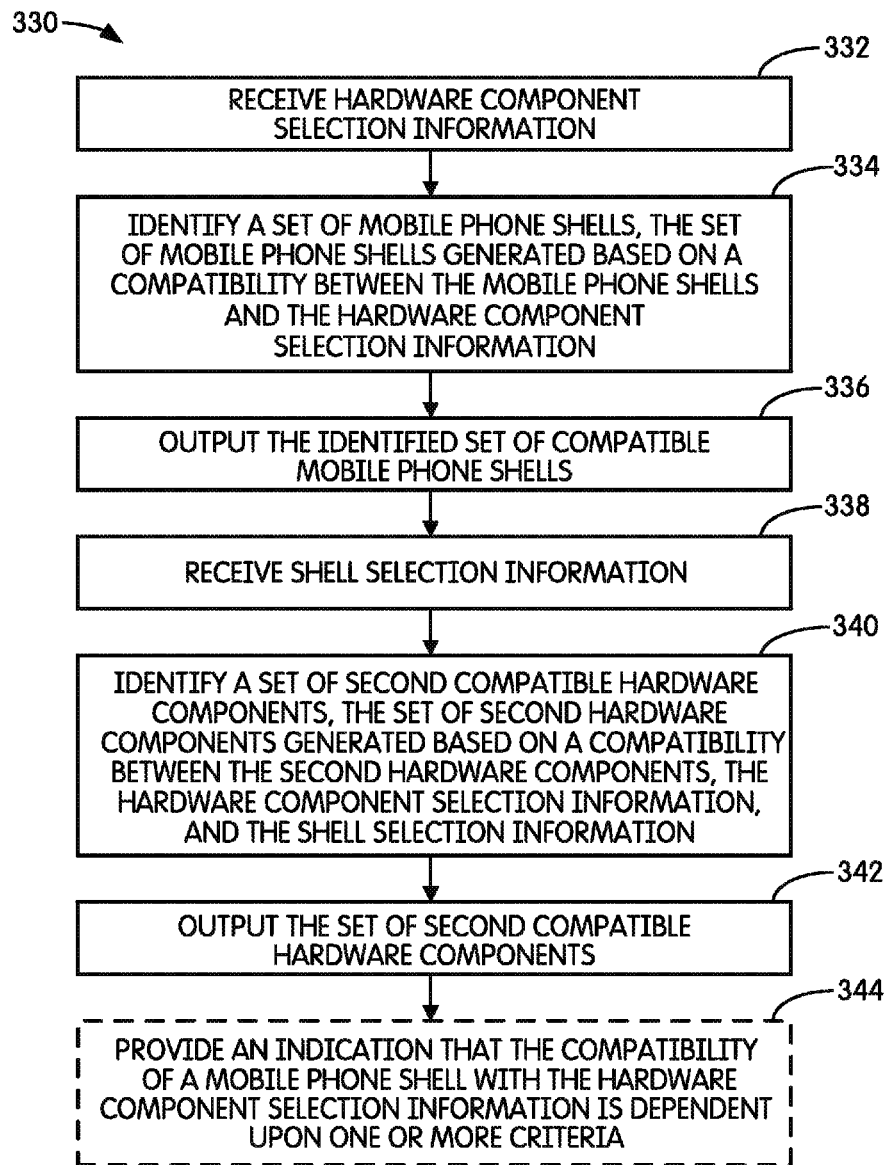 330
332
RECEIVE HARDWARE COMPONENT
SELECTION INFORMATION
334
IDENTIFY A SET OF MOBILE PHONE SHELLS, THE SET
OF MOBILE PHONE SHELLS GENERATED BASED ON A
COMPATIBILITY BETWEEN THE MOBILE PHONE SHELLS
AND THE HARDWARE COMPONENT
SELECTION INFORMATION
336
OUTPUT THE IDENTIFIED SET OF COMPATIBLE
MOBILE PHONE SHELLS
338
RECEIVE SHELL SELECTION INFORMATION
340
IDENTIFY A SET OF SECOND COMPATIBLE HARDWARE
COMPONENTS, THE SET OF SECOND HARDWARE
COMPONENTS GENERATED BASED ON A COMPATIBILITY
BETWEEN THE SECOND HARDWARE COMPONENTS, THE
HARDWARE COMPONENT SELECTION INFORMATION,
AND THE SHELL SELECTION INFORMATION
342
OUTPUT THE SET OF SECOND COMPATIBLE
HARDWARE COMPONENTS
344
PROVIDE AN INDICATION THAT THE COMPATIBILITY
OF A MOBILE PHONE SHELL WITH THE HARDWARE
COMPONENT SELECTION INFORMATION IS DEPENDENT
UPON ONE OR MORE CRITERIA